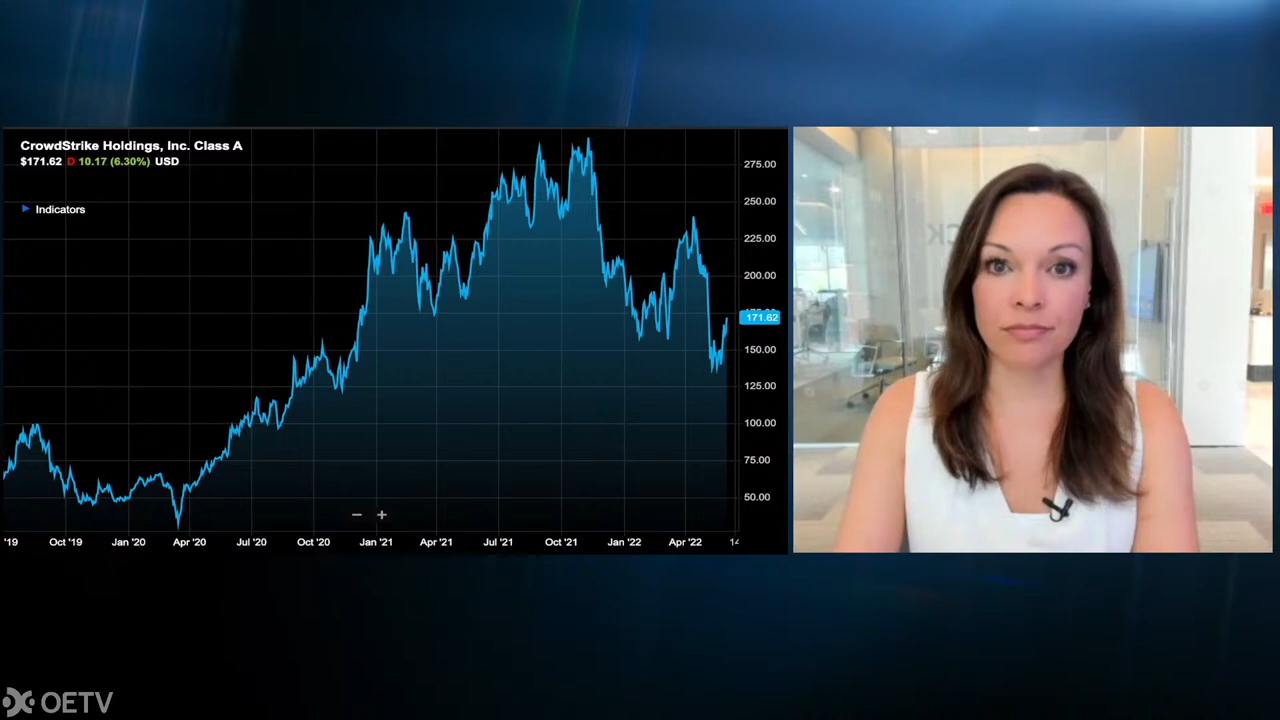 CrowdStrike Holdings, Inc. Class A
$171.62 D 10.17 (6.30%) USD
Indicators
275.00
250.00
225.00
200.00
171.62
150.00
125.00
100.00
75.00
50.00
'19 Oct '19 Jan '20 Apr '20 Jul '20 Oct '20 Jan '21 Apr '21 Jul '21 Oct '21 Jan '22 Apr '22 14
OETV